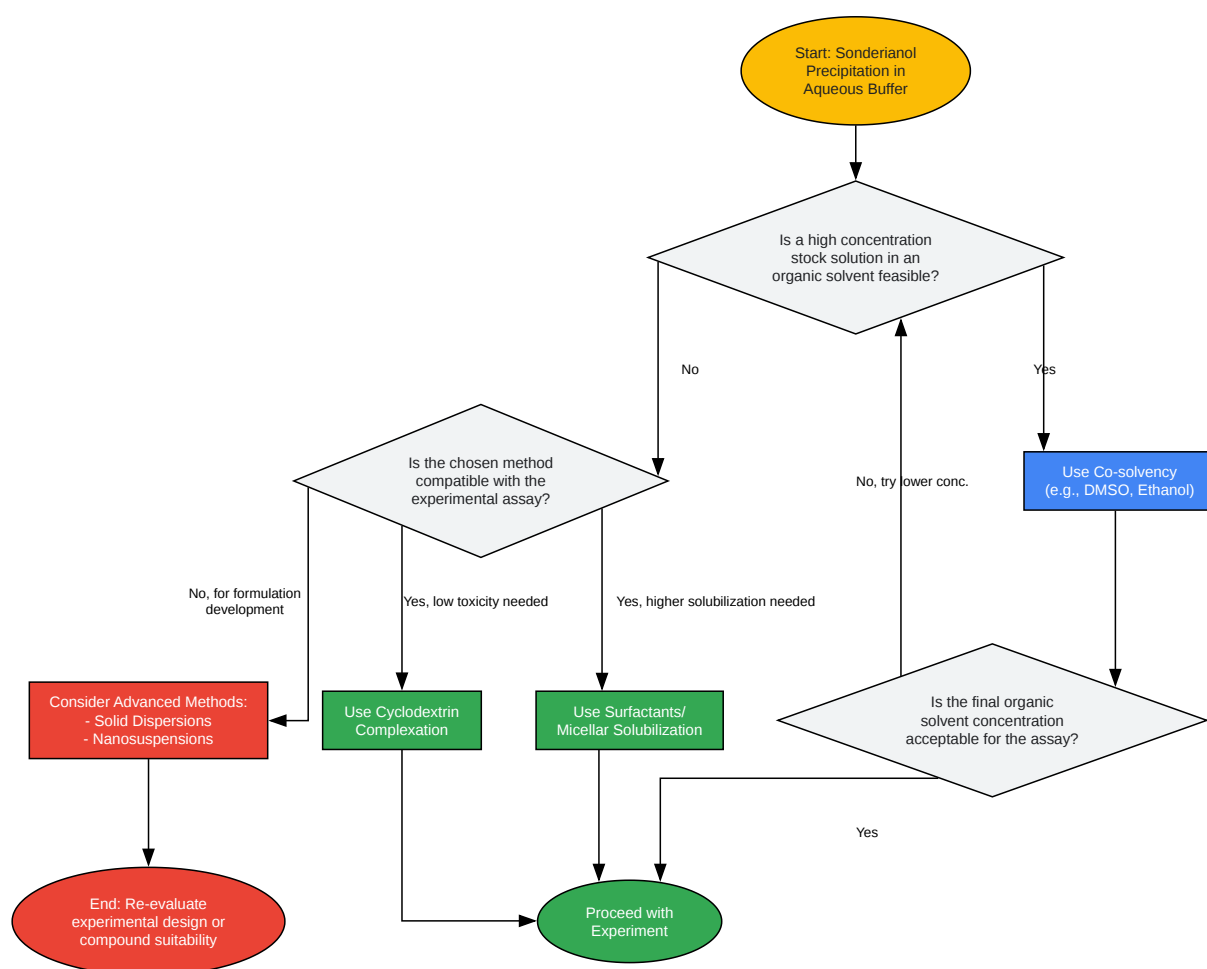 Start: Sonderianol
Precipitation in
Aqueous Buffer
Is a high concentration
stock solution in an
organic solvent feasible?
No
Yes
Is the chosen method
compatible with the
experimental assay?
No, try lower conc.
Use Co-solvency
(e.g., DMSO, Ethanol)
No, for formulation
development
Yes, low toxicity needed
Yes, higher solubilization needed
Consider Advanced Methods:
- Solid Dispersions
- Nanosuspensions
Use Cyclodextrin
Complexation
Use Surfactants/
Micellar Solubilization
Is the final organic
solvent concentration
acceptable for the assay?
Yes
End: Re-evaluate
experimental design or
compound suitability
Proceed with
Experiment